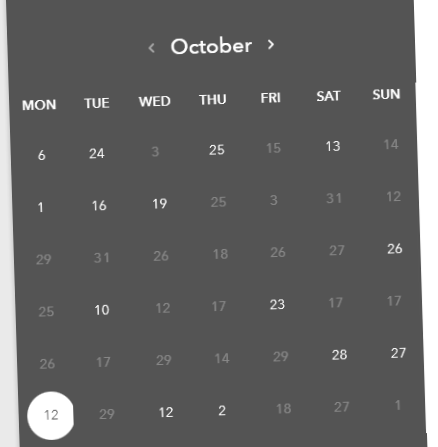 ‹ October ›
MON TUE WED THU FRI SAT SUN
6 24 3 25 15 13 14
1 16 19 25 3 31 12
29 31 26 18 26 27 26
25 10 12 17 23 17 17
26 17 29 14 29 28 27
12 29 12 2 18 27 1